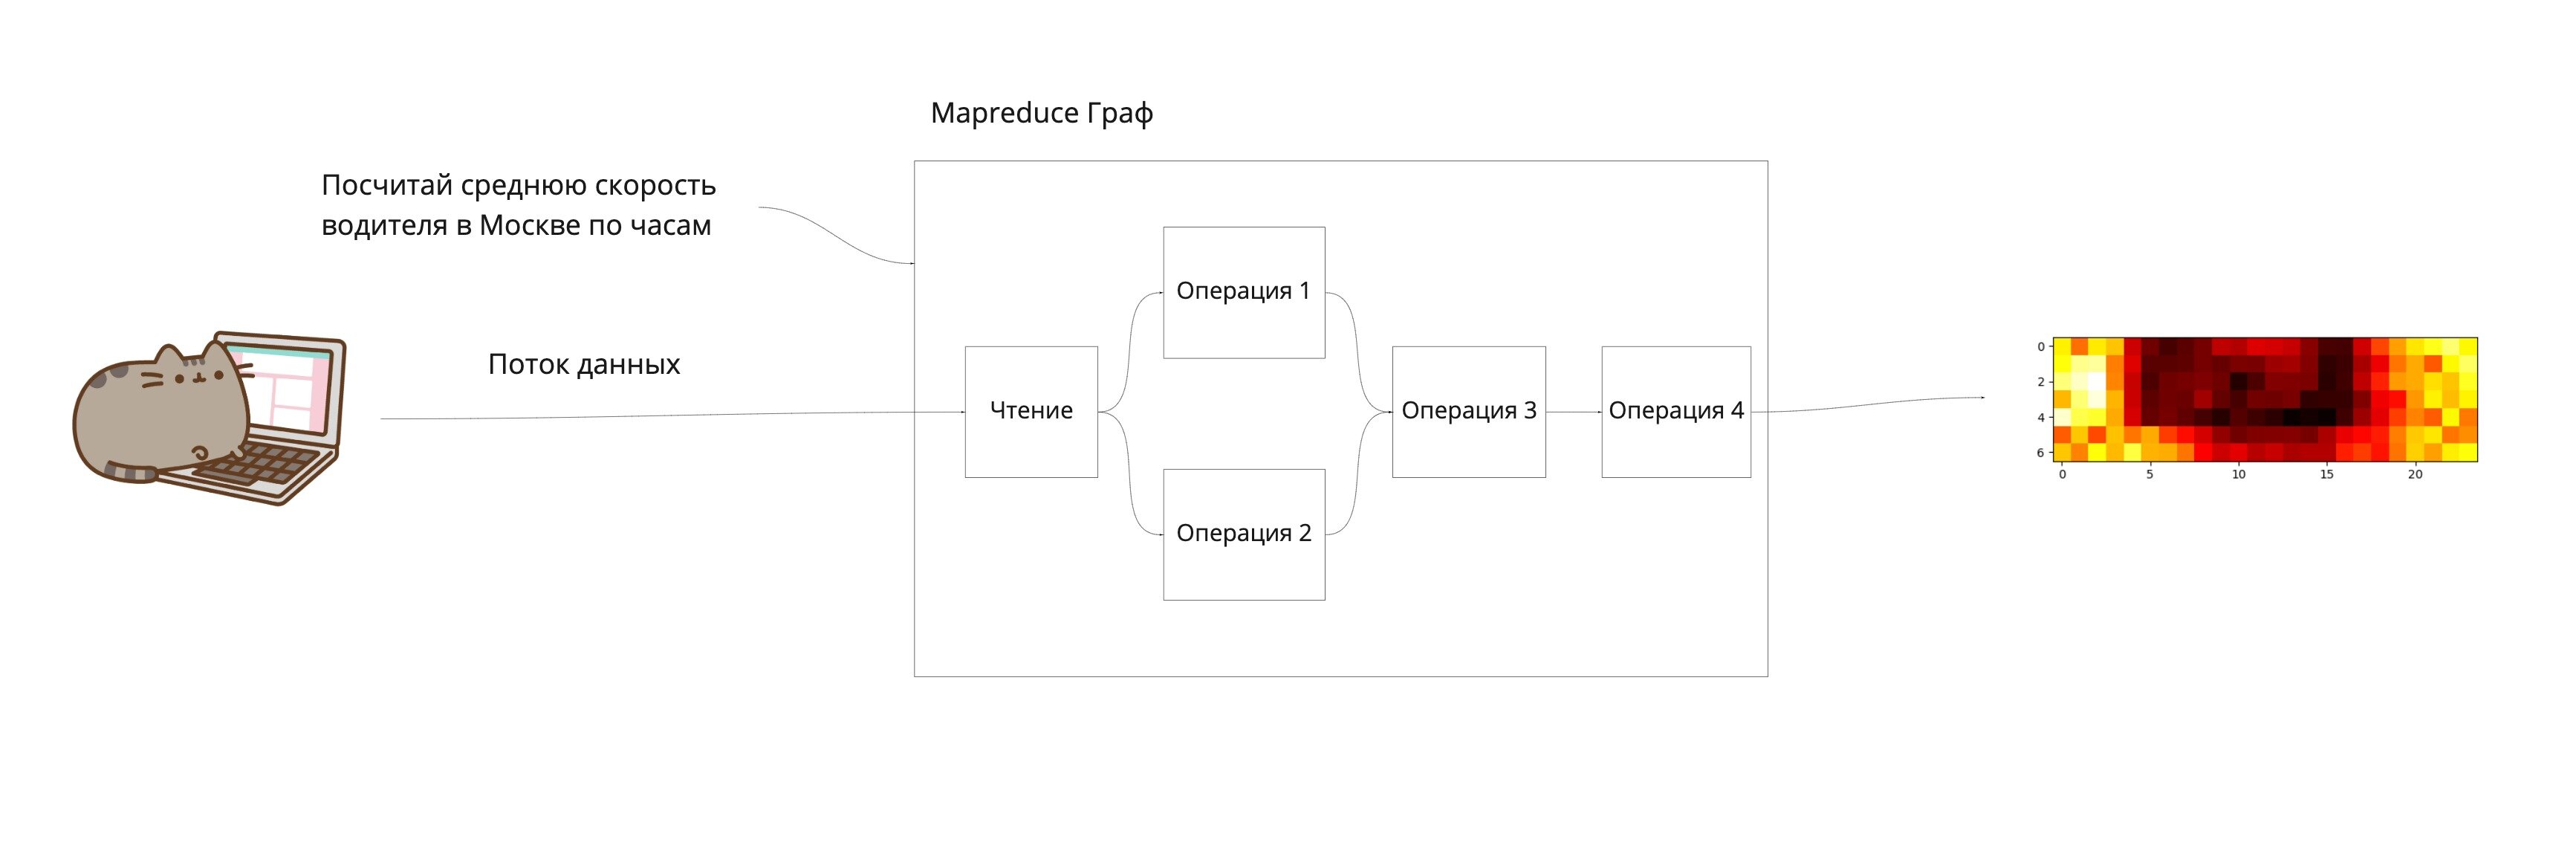 Mapreduce Граф
Посчитай среднюю скорость
водителя в Москве по часам
Поток данных
Чтение
Операция 1
Операция 2
Операция 3
Операция 4
0
2
4
6
0
5
10
15
20